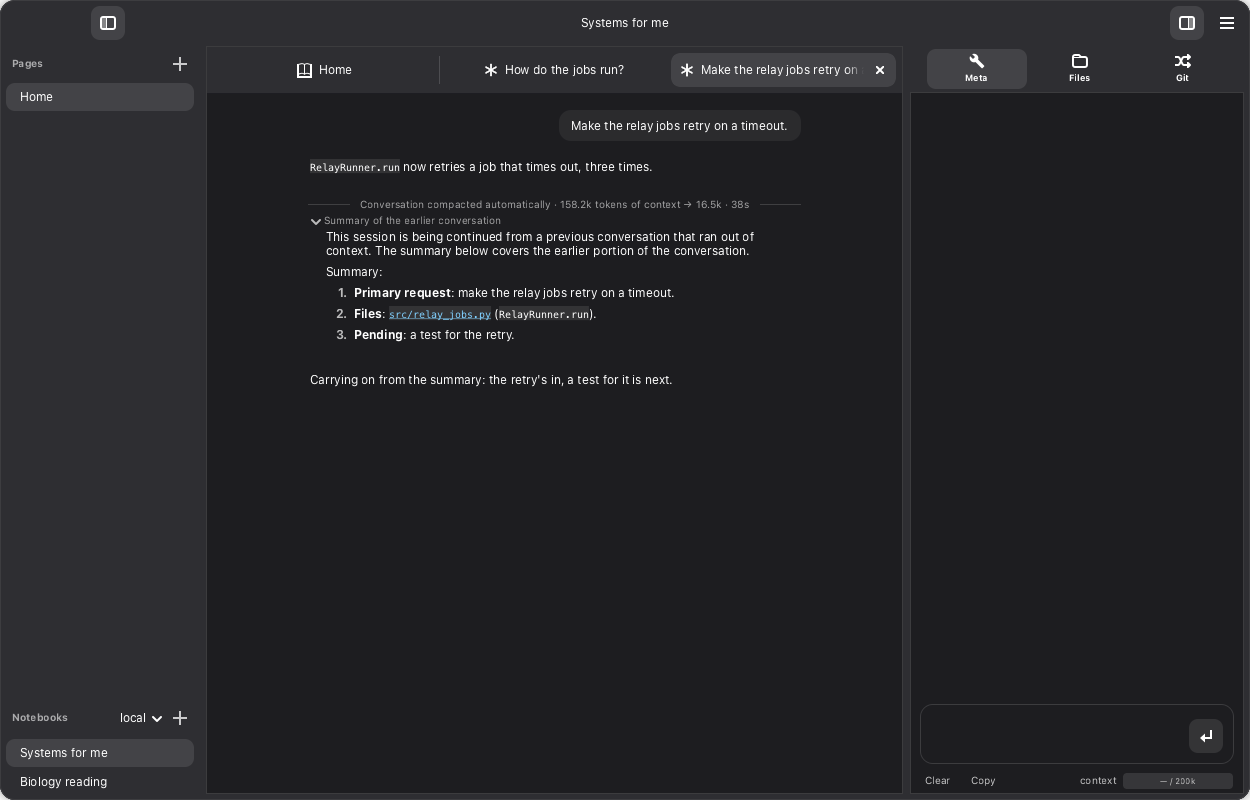 Systems for me
Pages
Home
Notebooks
local
Systems for me
Biology reading
Home
How do the jobs run?
Make the relay jobs retry on
Make the relay jobs retry on a timeout.
RelayRunner.run now retries a job that times out, three times.
Conversation compacted automatically · 158.2k tokens of context → 16.5k · 38s
Summary of the earlier conversation
This session is being continued from a previous conversation that ran out of
context. The summary below covers the earlier portion of the conversation.
Summary:
1. Primary request: make the relay jobs retry on a timeout.
2. Files: src/relay_jobs.py (RelayRunner.run).
3. Pending: a test for the retry.
Carrying on from the summary: the retry's in, a test for it is next.
Meta
Files
Git
Clear
Copy
context
— / 200k